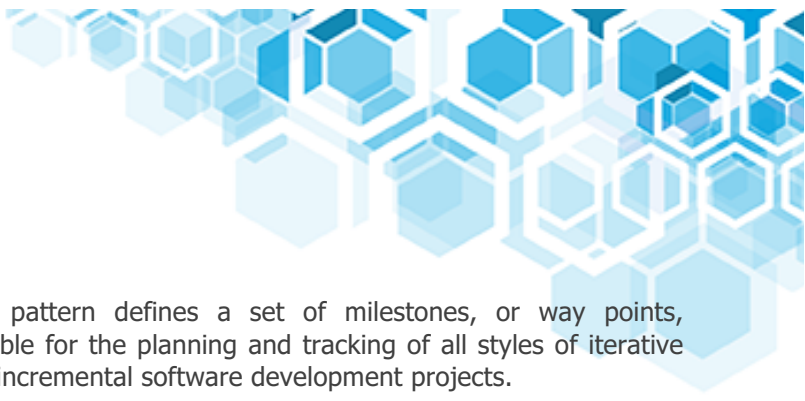 pattern defines a set of milestones, or way points,
ble for the planning and tracking of all styles of iterative
incremental software development projects.